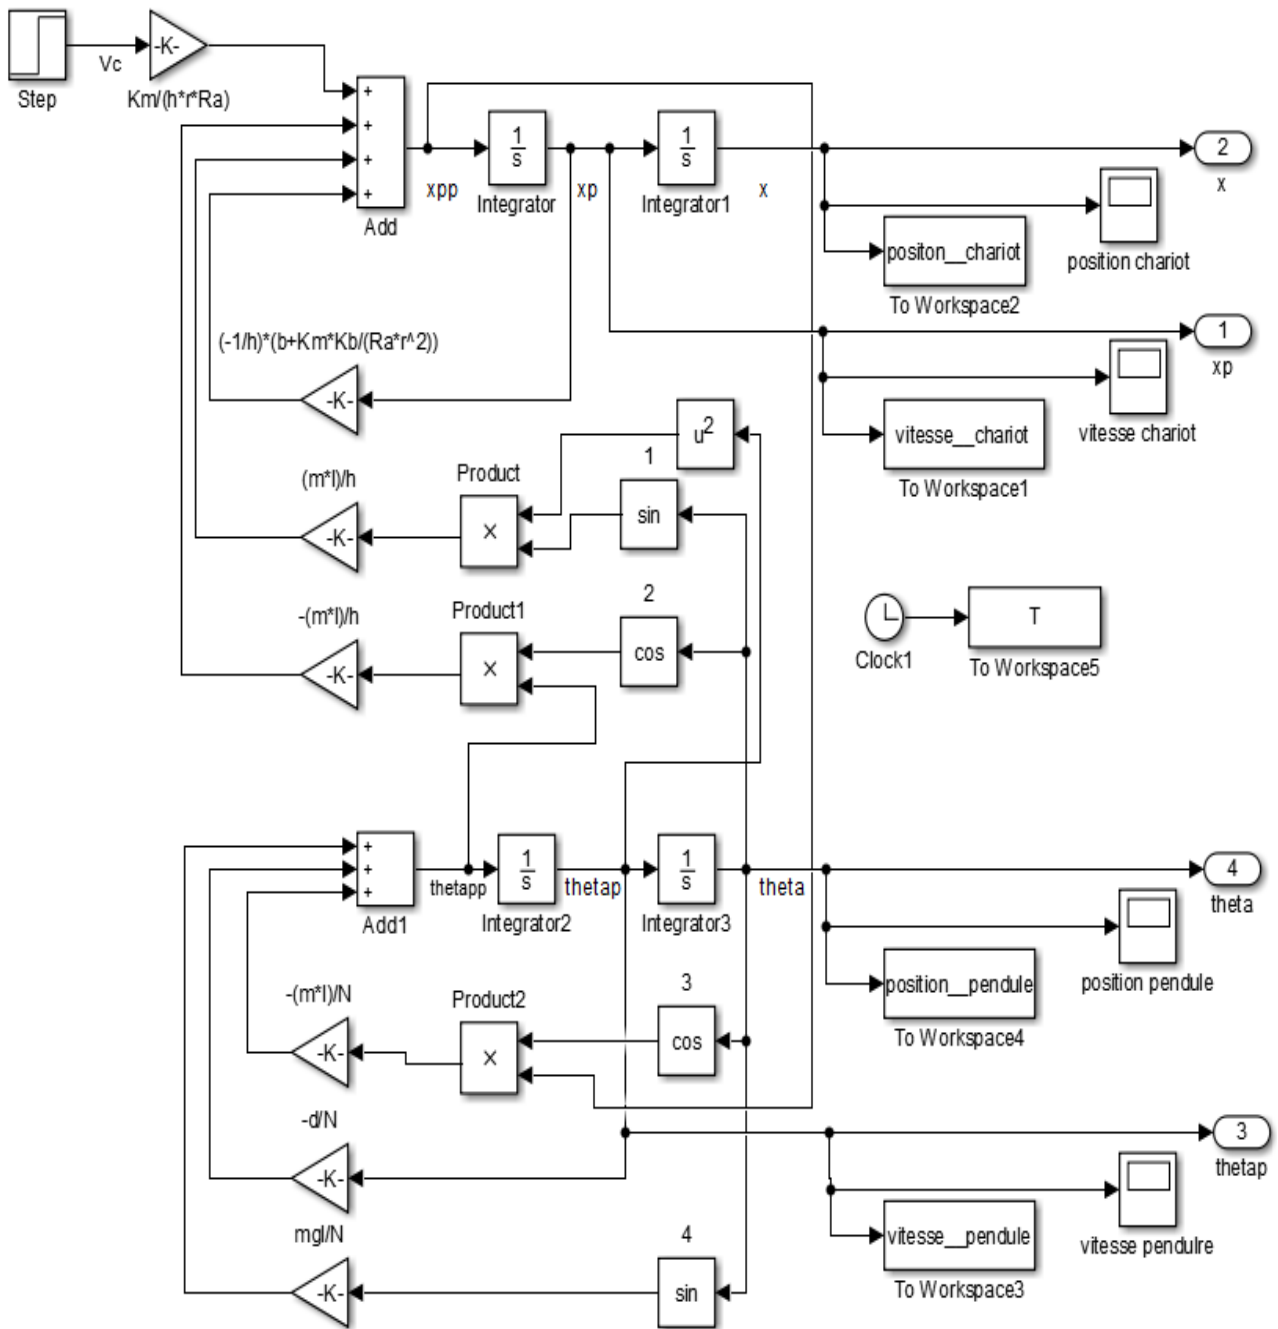 Step
Vc
-K-
Km/(h*r*Ra)
+
+
+
+
Add
xpp
1
s
Integrator
xp
1
s
Integrator1
x
2
x
position chariot
positon__chariot
To Workspace2
1
xp
vitesse chariot
vitesse__chariot
To Workspace1
(-1/h)*(b+Km*Kb/(Ra*r^2))
-K-
u2
1
sin
Product
X
(m*l)/h
-K-
2
cos
Product1
X
-(m*l)/h
-K-
Clock1
T
To Workspace5
+
+
+
Add1
thetapp
1
s
Integrator2
thetap
1
s
Integrator3
theta
4
theta
position pendule
position__pendule
To Workspace4
3
cos
Product2
X
-(m*l)/N
-K-
-d/N
-K-
3
thetap
vitesse pendulre
vitesse__pendule
To Workspace3
mgl/N
-K-
4
sin